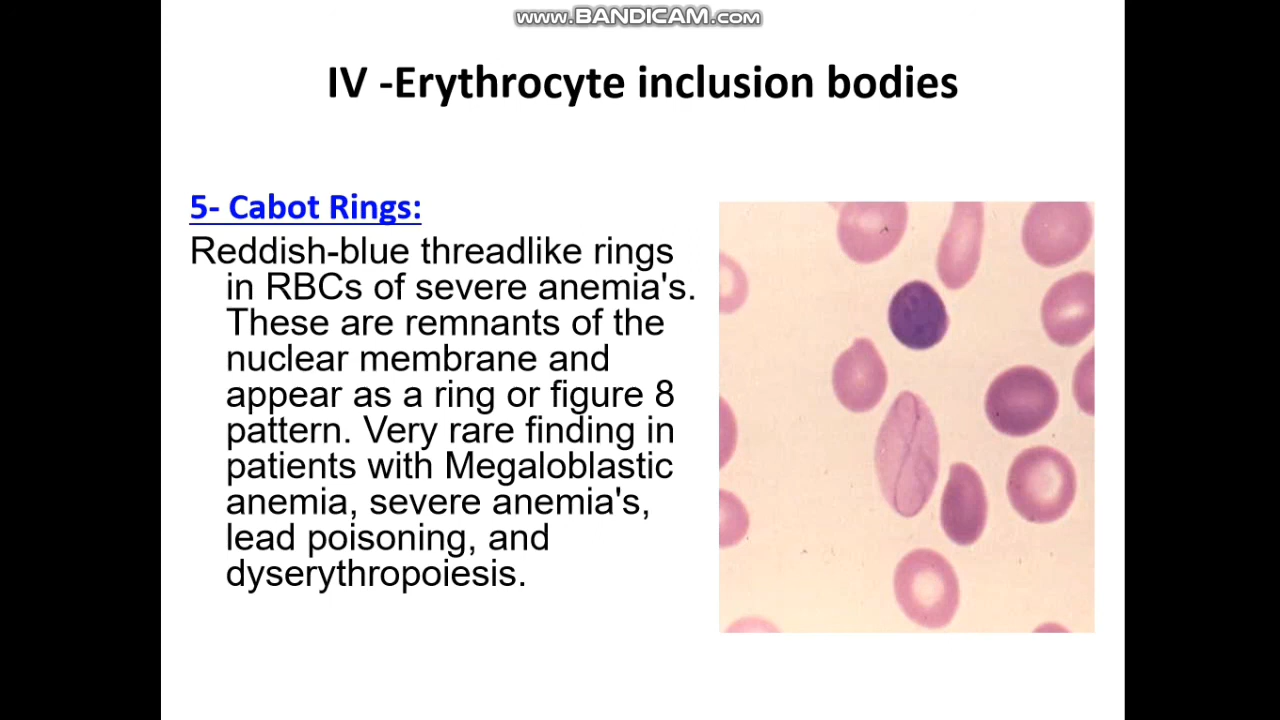 www.BANDICAM.com
IV -Erythrocyte inclusion bodies
5- Cabot Rings:
Reddish-blue threadlike rings
in RBCs of severe anemia's.
These are remnants of the
nuclear membrane and
appear as a ring or figure 8
pattern. Very rare finding in
patients with Megaloblastic
anemia, severe anemia's,
lead poisoning, and
dyserythropoiesis.